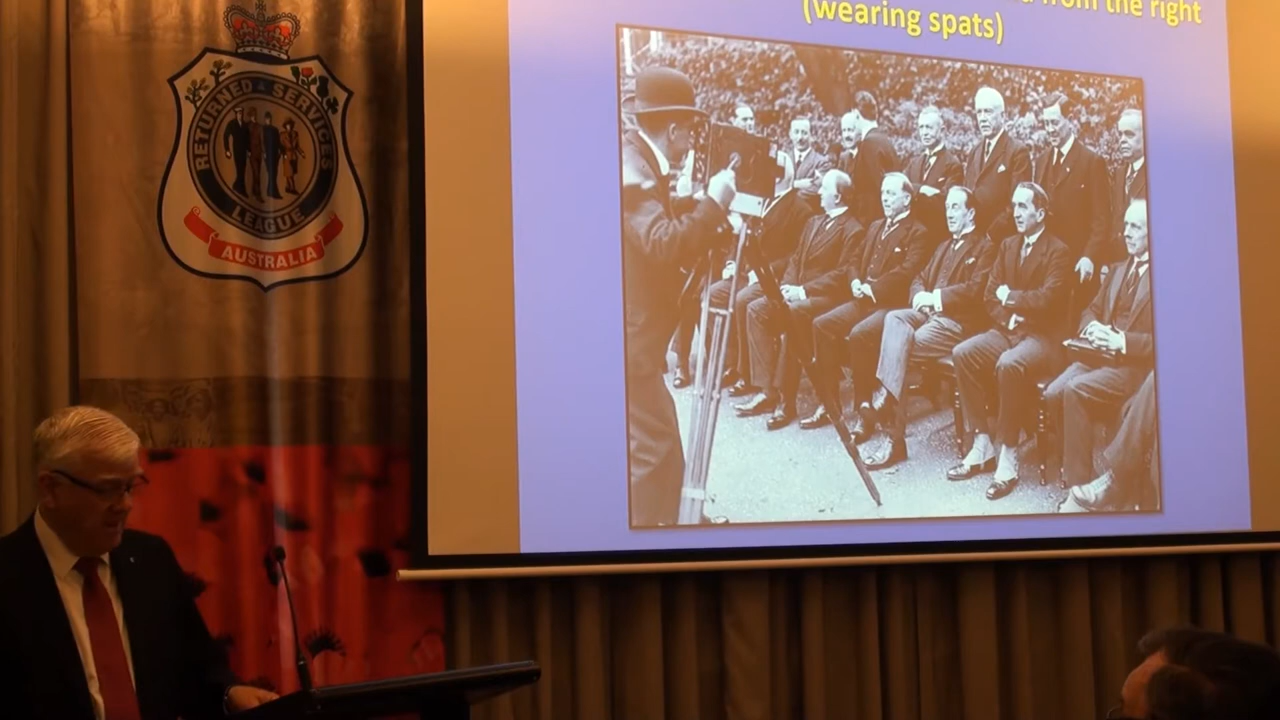 from the right
(wearing spats)
RETURNED SERVICES
LEAGUE
AUSTRALIA